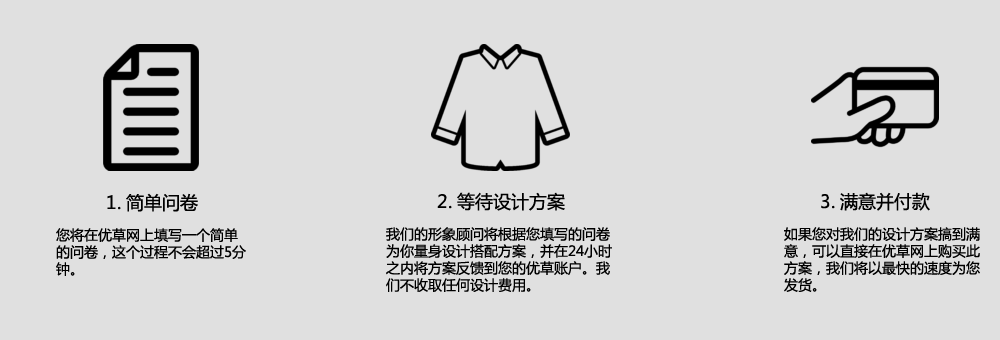 1. 简单问卷
您将在优草网上填写一个简单
的问卷，这个过程不会超过5分
钟。
2. 等待设计方案
我们的形象顾问将根据您填写的问卷
为你量身设计搭配方案，并在24小时
之内将方案反馈到您的优草账户。我
们不收取任何设计费用。
3. 满意并付款
如果您对我们的设计方案搞到满
意，可以直接在优草网上购买此
方案，我们将以最快的速度为您
发货。